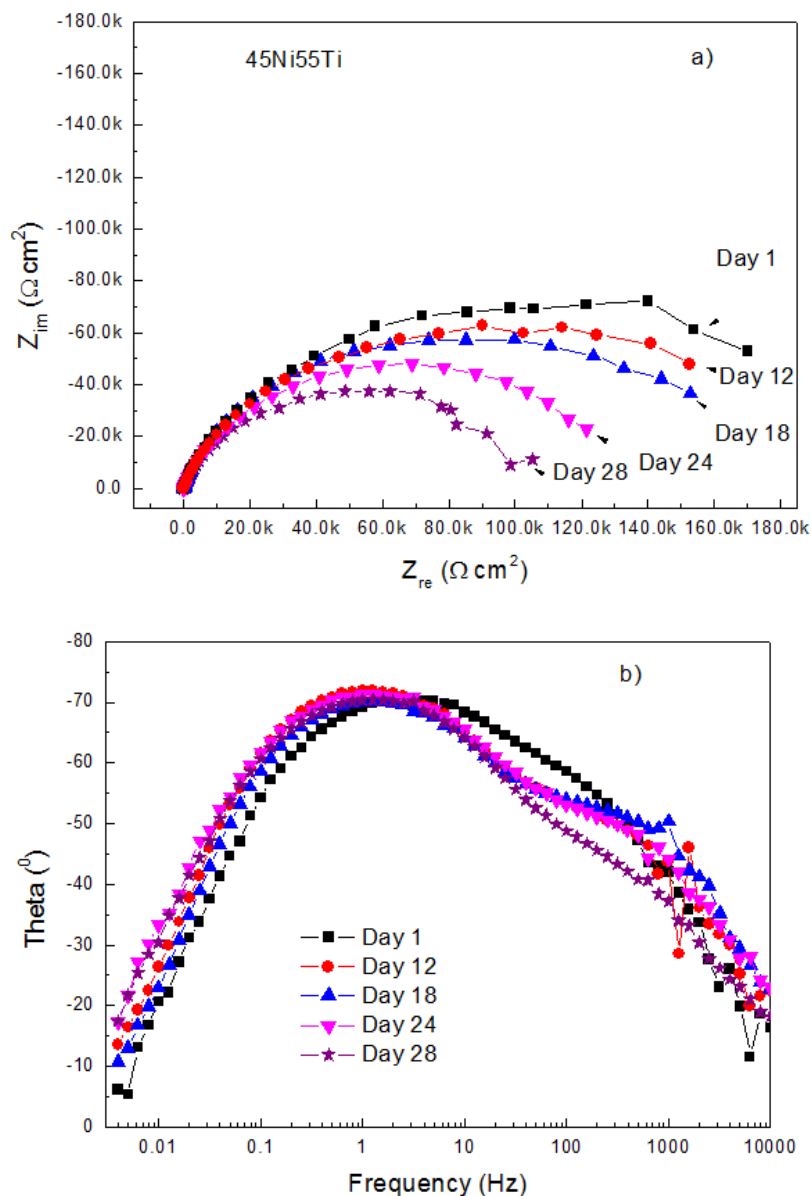 45Ni55Ti
a)
-180.0k
-160.0k
-140.0k
-120.0k
-100.0k
-80.0k
-60.0k
-40.0k
-20.0k
0.0
Z_im (Ω cm²)
Day 1
Day 12
Day 18
Day 24
Day 28
0.0 20.0k 40.0k 60.0k 80.0k 100.0k 120.0k 140.0k 160.0k 180.0k
Z_re (Ω cm²)
b)
-80
-70
-60
-50
-40
-30
-20
-10
0
Theta (⁰)
Day 1
Day 12
Day 18
Day 24
Day 28
0.01 0.1 1 10 100 1000 10000
Frequency (Hz)